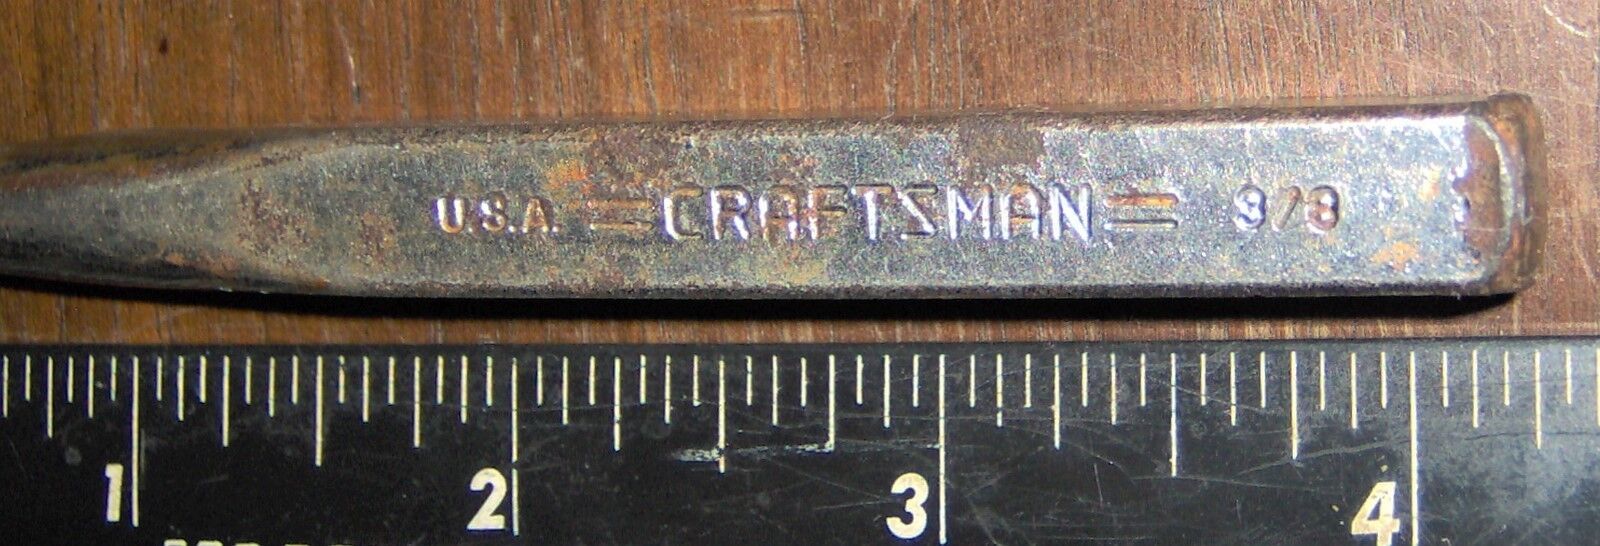 U.S.A. =CRAFTSMAN= 3/8
1 2 3 4